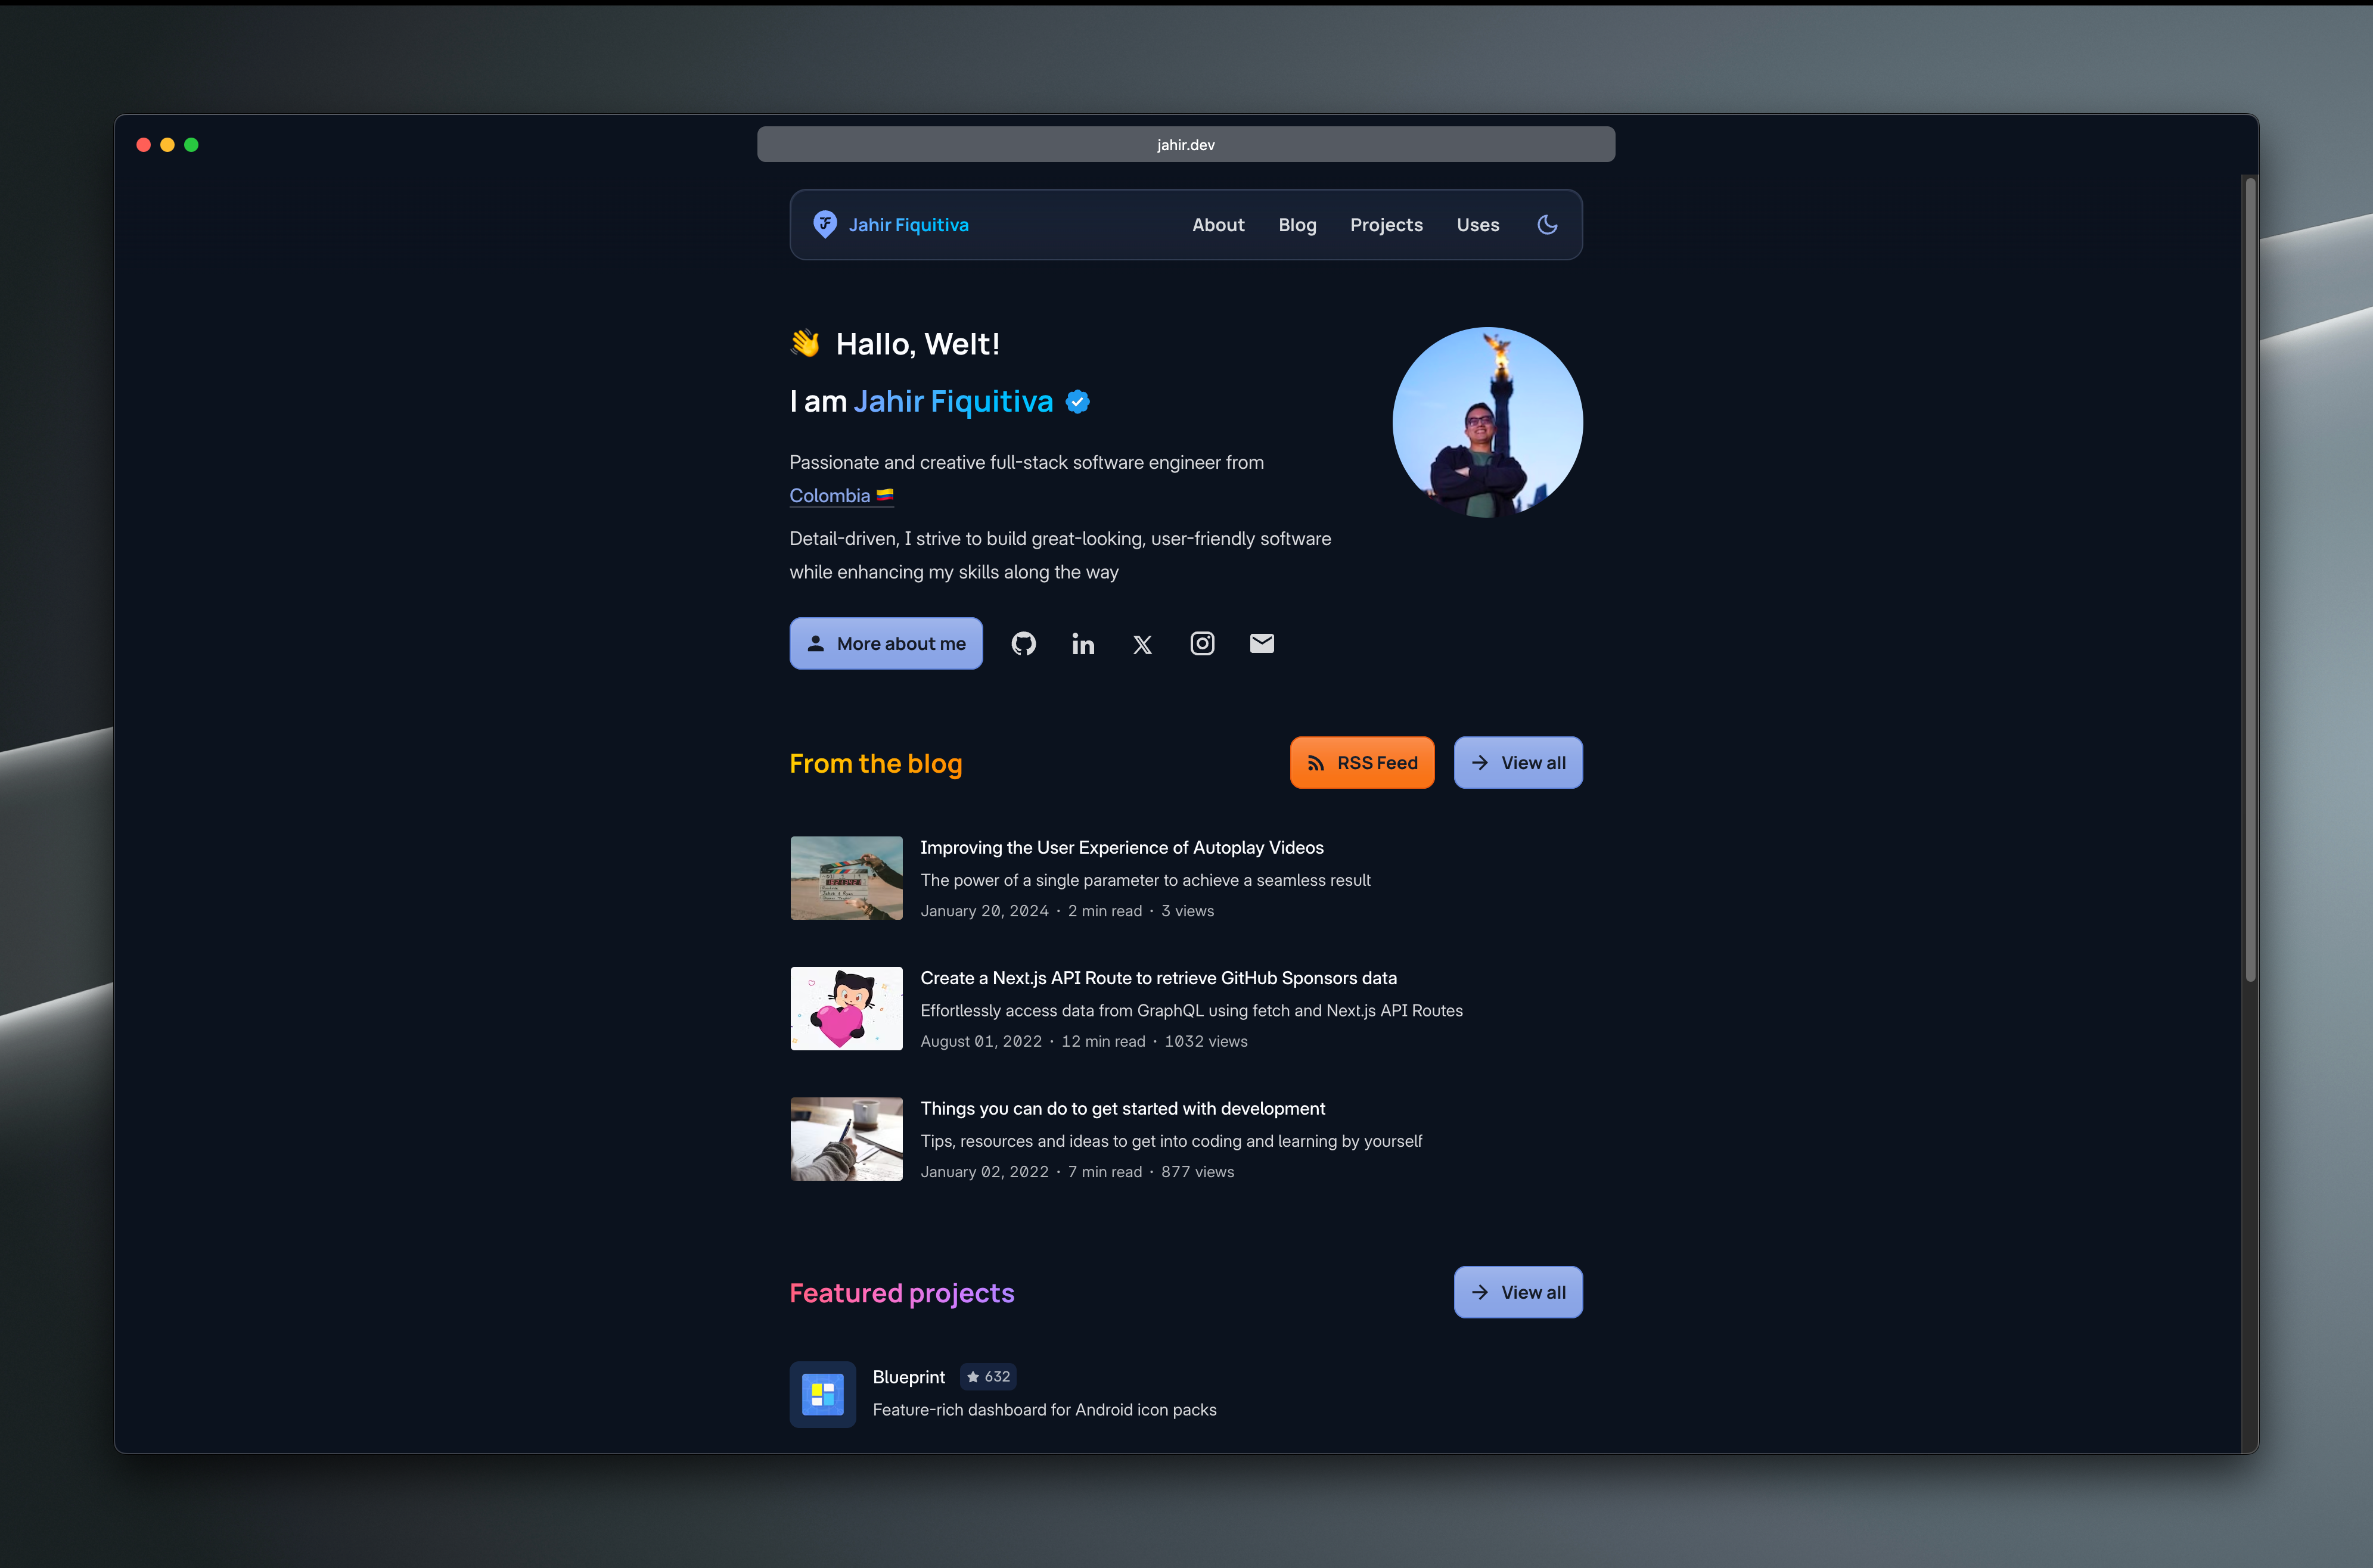 jahir.dev
Jahir Fiquitiva
About
Blog
Projects
Uses
👋 Hallo, Welt!
I am Jahir Fiquitiva
Passionate and creative full-stack software engineer from
Colombia 🇨🇴
Detail-driven, I strive to build great-looking, user-friendly software
while enhancing my skills along the way
More about me
From the blog
RSS Feed
View all
Improving the User Experience of Autoplay Videos
The power of a single parameter to achieve a seamless result
January 20, 2024 · 2 min read · 3 views
Create a Next.js API Route to retrieve GitHub Sponsors data
Effortlessly access data from GraphQL using fetch and Next.js API Routes
August 01, 2022 · 12 min read · 1032 views
Things you can do to get started with development
Tips, resources and ideas to get into coding and learning by yourself
January 02, 2022 · 7 min read · 877 views
Featured projects
View all
Blueprint
632
Feature-rich dashboard for Android icon packs